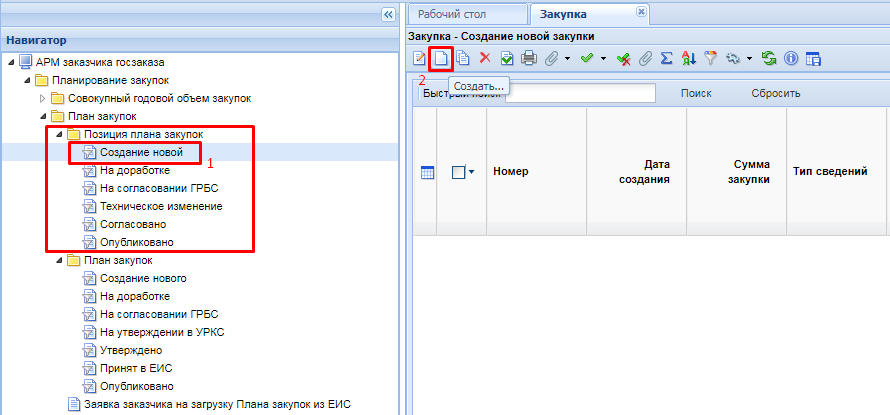 Навигатор
АРМ заказчика госзаказа
Планирование закупок
Совокупный годовой объем закупок
План закупок
Позиция плана закупок
Создание новой
1
На доработке
На согласовании ГРБС
Техническое изменение
Согласовано
Опубликовано
План закупок
Создание нового
На доработке
На согласовании ГРБС
На утверждении в УРКС
Утверждено
Принят в ЕИС
Опубликовано
Заявка заказчика на загрузку Плана закупок из ЕИС
Рабочий стол
Закупка
Закупка - Создание новой закупки
2
Создать...
Поиск
Сбросить
Номер
Дата
создания
Сумма
закупки
Тип сведений